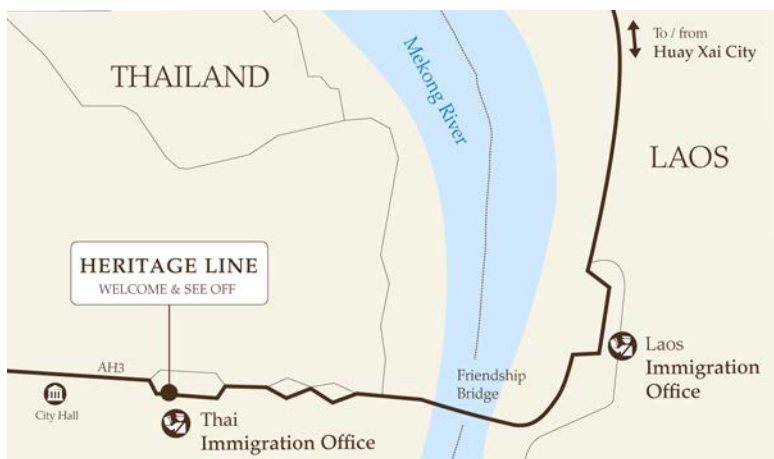 To / from
Huay Xai City
THAILAND
Mekong River
LAOS
HERITAGE LINE
WELCOME & SEE OFF
Laos
Immigration
Office
AH3
Friendship
Bridge
City Hall
Thai
Immigration Office